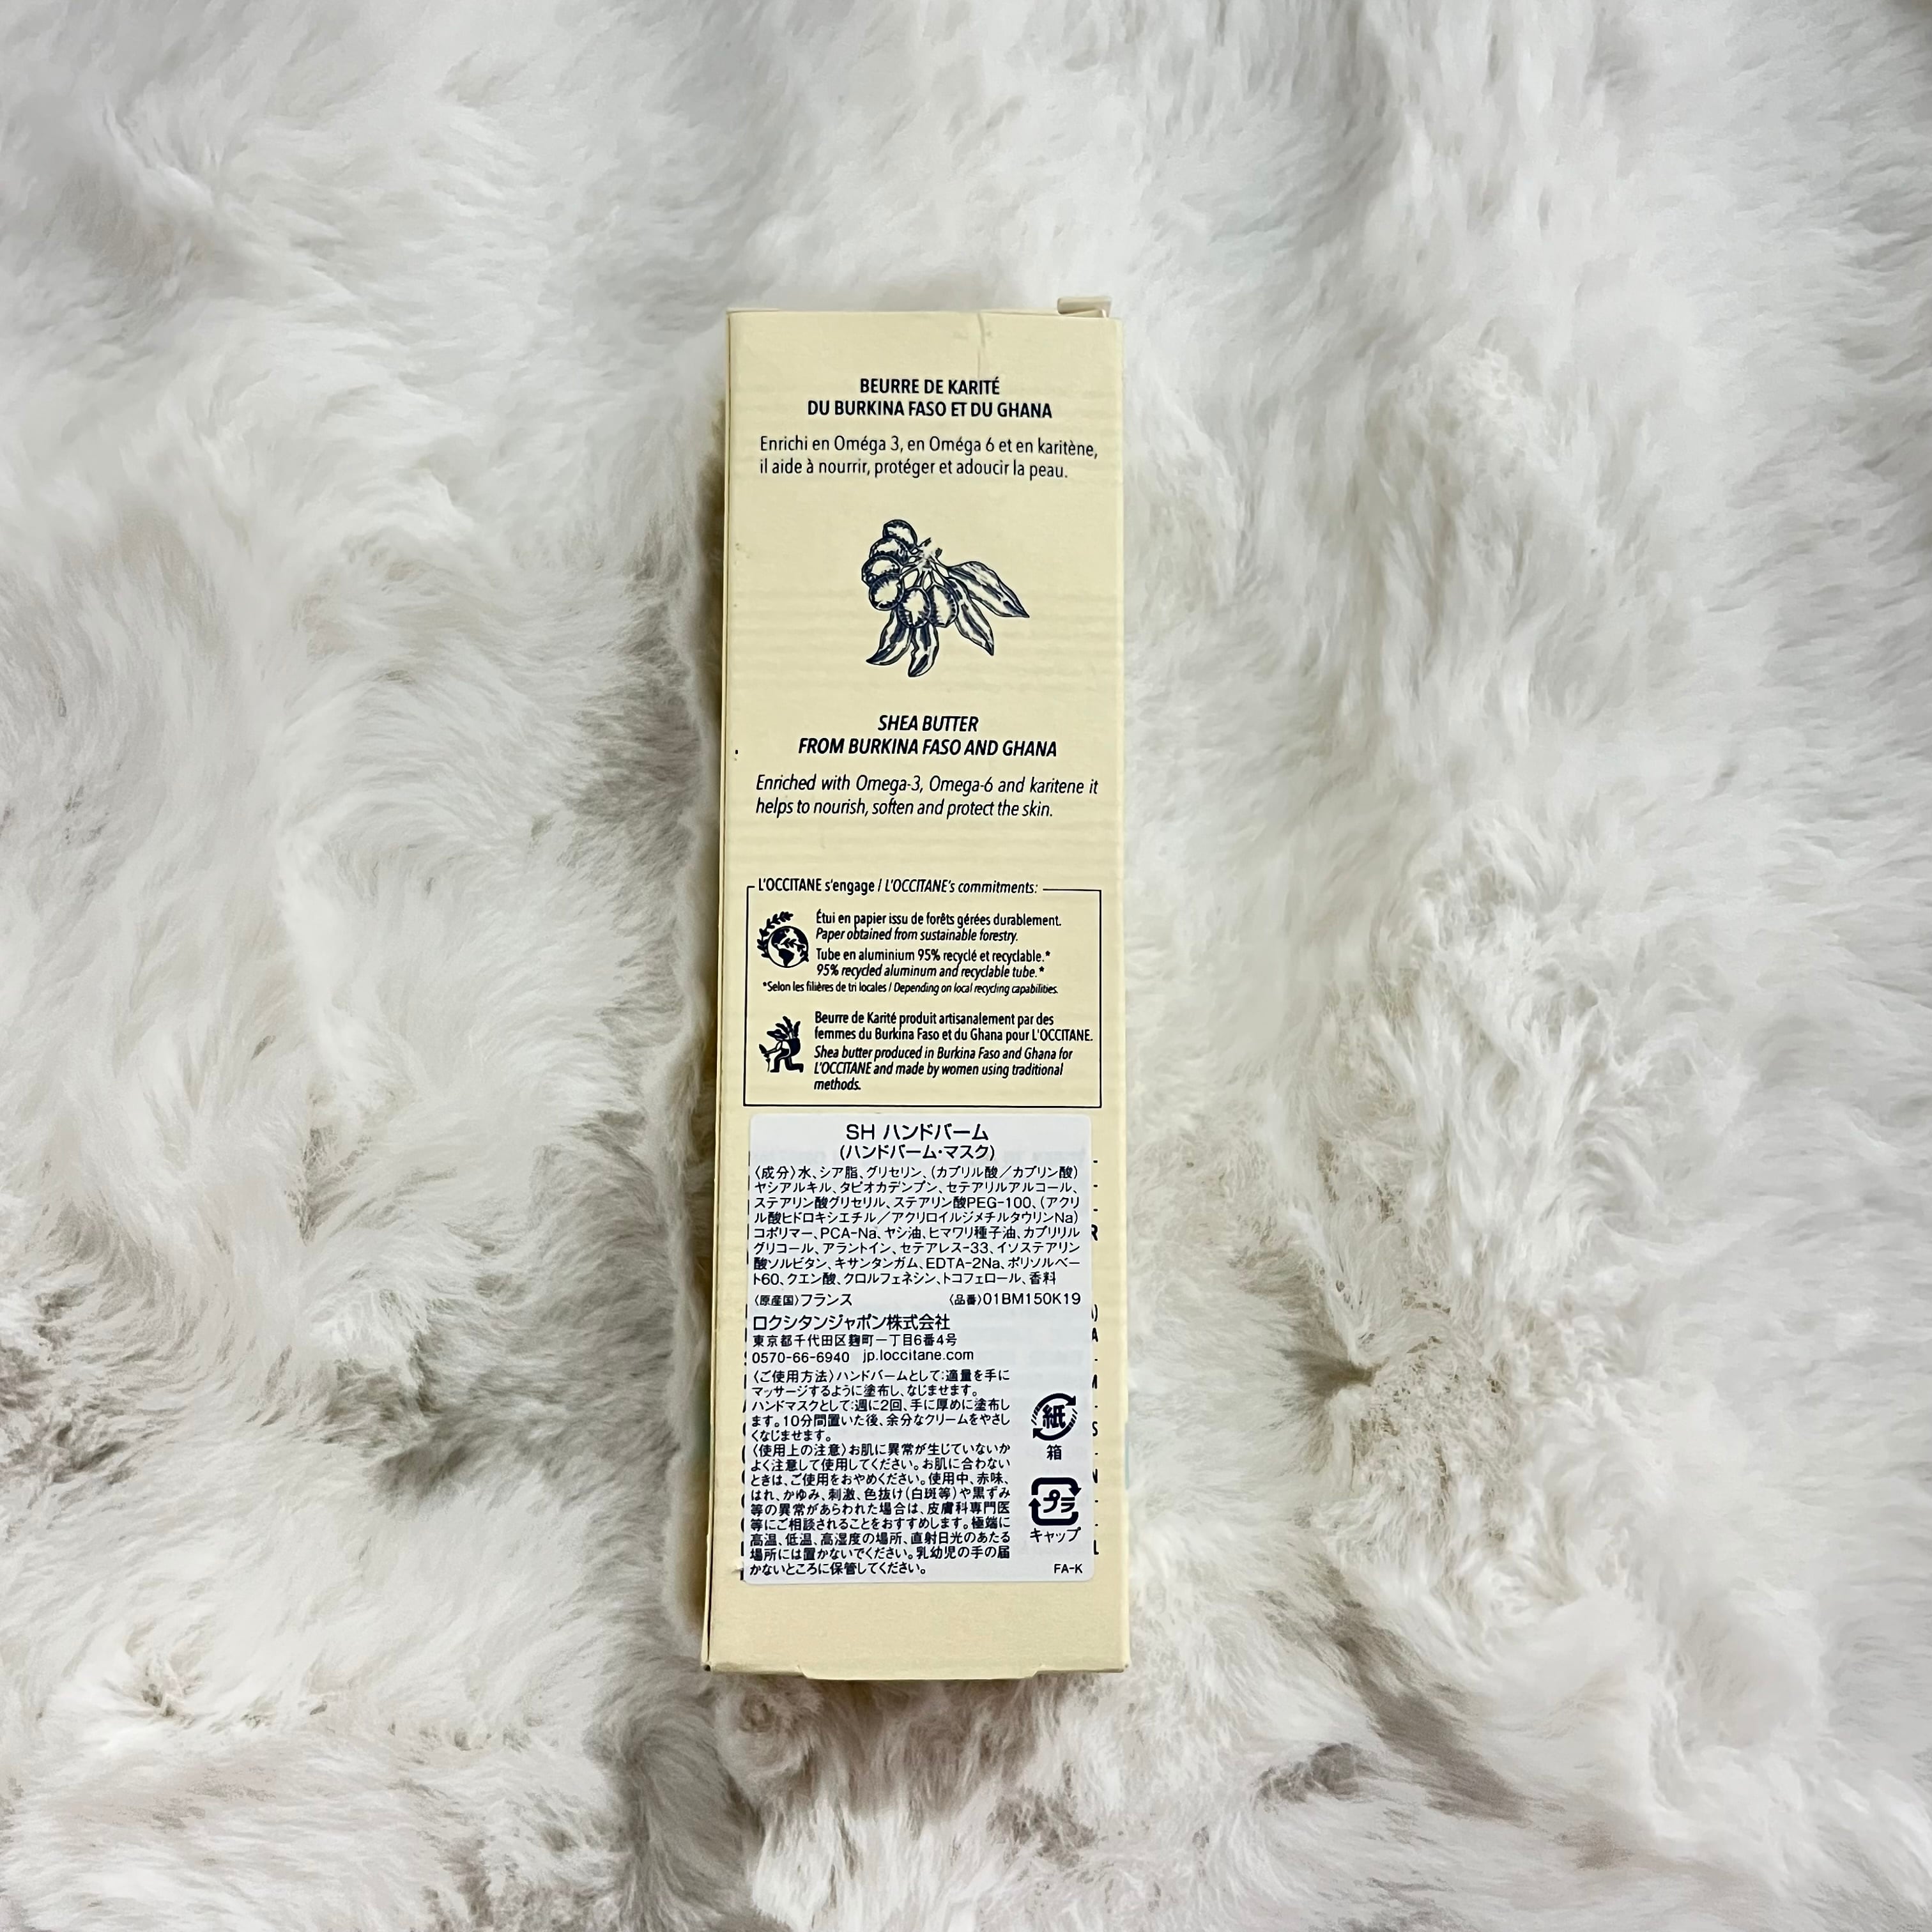 BEURRE DE KARITÉ
DU BURKINA FASO ET DU GHANA
Enrichi en Oméga 3, en Oméga 6 et en karitène,
il aide à nourrir, protéger et adoucir la peau.
SHEA BUTTER
FROM BURKINA FASO AND GHANA
Enriched with Omega-3, Omega-6 and karitene it
helps to nourish, soften and protect the skin.
L'OCCITANE s'engage / L'OCCITANE's commitments:
Étui en papier issu de forêts gérées durablement.
Paper obtained from sustainable forestry.
Tube en aluminium 95% recyclé et recyclable.*
95% recycled aluminum and recyclable tube.*
*Selon les filières de tri locales / Depending on local recycling capabilities.
Beurre de Karité produit artisanalement par des
femmes du Burkina Faso et du Ghana pour L'OCCITANE.
Shea butter produced in Burkina Faso and Ghana for
L'OCCITANE and made by women using traditional
methods.
SH ハンドバーム
(ハンドバーム・マスク)
〈成分〉水、シア脂、グリセリン、(カプリル酸/カプリン酸)
ヤシアルキル、タピオカデンプン、セテアリルアルコール、
ステアリン酸グリセリル、ステアリン酸PEG-100、(アクリ
ル酸ヒドロキシエチル/アクリロイルジメチルタウリンNa)
コポリマー、PCA-Na、ヤシ油、ヒマワリ種子油、カプリリル
グリコール、アラントイン、セテアレス-33、イソステアリン
酸ソルビタン、キサンタンガム、EDTA-2Na、ポリソルベー
ト60、クエン酸、クロルフェネシン、トコフェロール、香料
〈原産国〉フランス 〈品番〉01BM150K19
ロクシタンジャポン株式会社
東京都千代田区麹町一丁目6番4号
0570-66-6940 jp.loccitane.com
〈ご使用方法〉ハンドバームとして:適量を手に
マッサージするように塗布し、なじませます。
ハンドマスクとして:週に2回、手に厚めに塗布し
ます。10分間置いた後、余分なクリームをやさし
くなじませます。
〈使用上の注意〉お肌に異常が生じていないか
よく注意して使用してください。お肌に合わない
ときは、ご使用をおやめください。使用中、赤味、
はれ、かゆみ、刺激、色抜け(白斑等)や黒ずみ
等の異常があらわれた場合は、皮膚科専門医
等にご相談されることをおすすめします。極端に
高温、低温、高湿度の場所、直射日光のあたる
場所には置かないでください。乳幼児の手の届
かないところに保管してください。
紙
箱
プラ
キャップ
FA-K